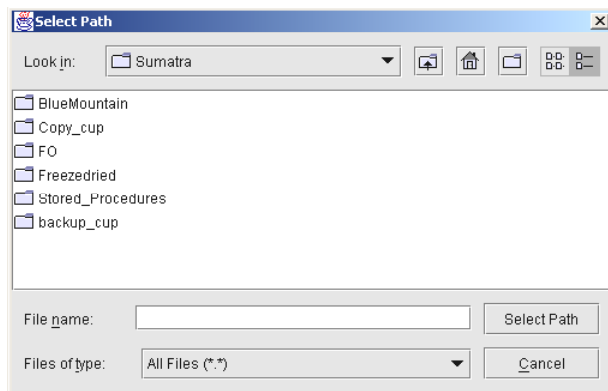 Select Path
Look in: Sumatra
BlueMountain
Copy_cup
FO
Freezedried
Stored_Procedures
backup_cup
File name: Select Path
Files of type: All Files (*.*) Cancel